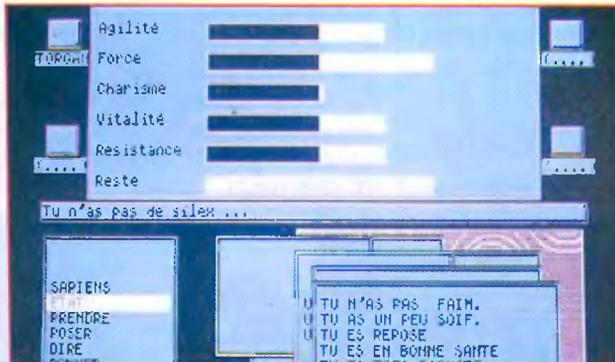 Agilité
TORGAN
Force
Charisme
Vitalité
Resistance
Reste
Tu n'as pas de silex ...
SAPIENS
ETAT
PRENDRE
POSER
DIRE
TU N'AS PAS FAIM.
TU AS UN PEU SOIF.
TU ES REPOSE
TU ES EN BONNE SANTE